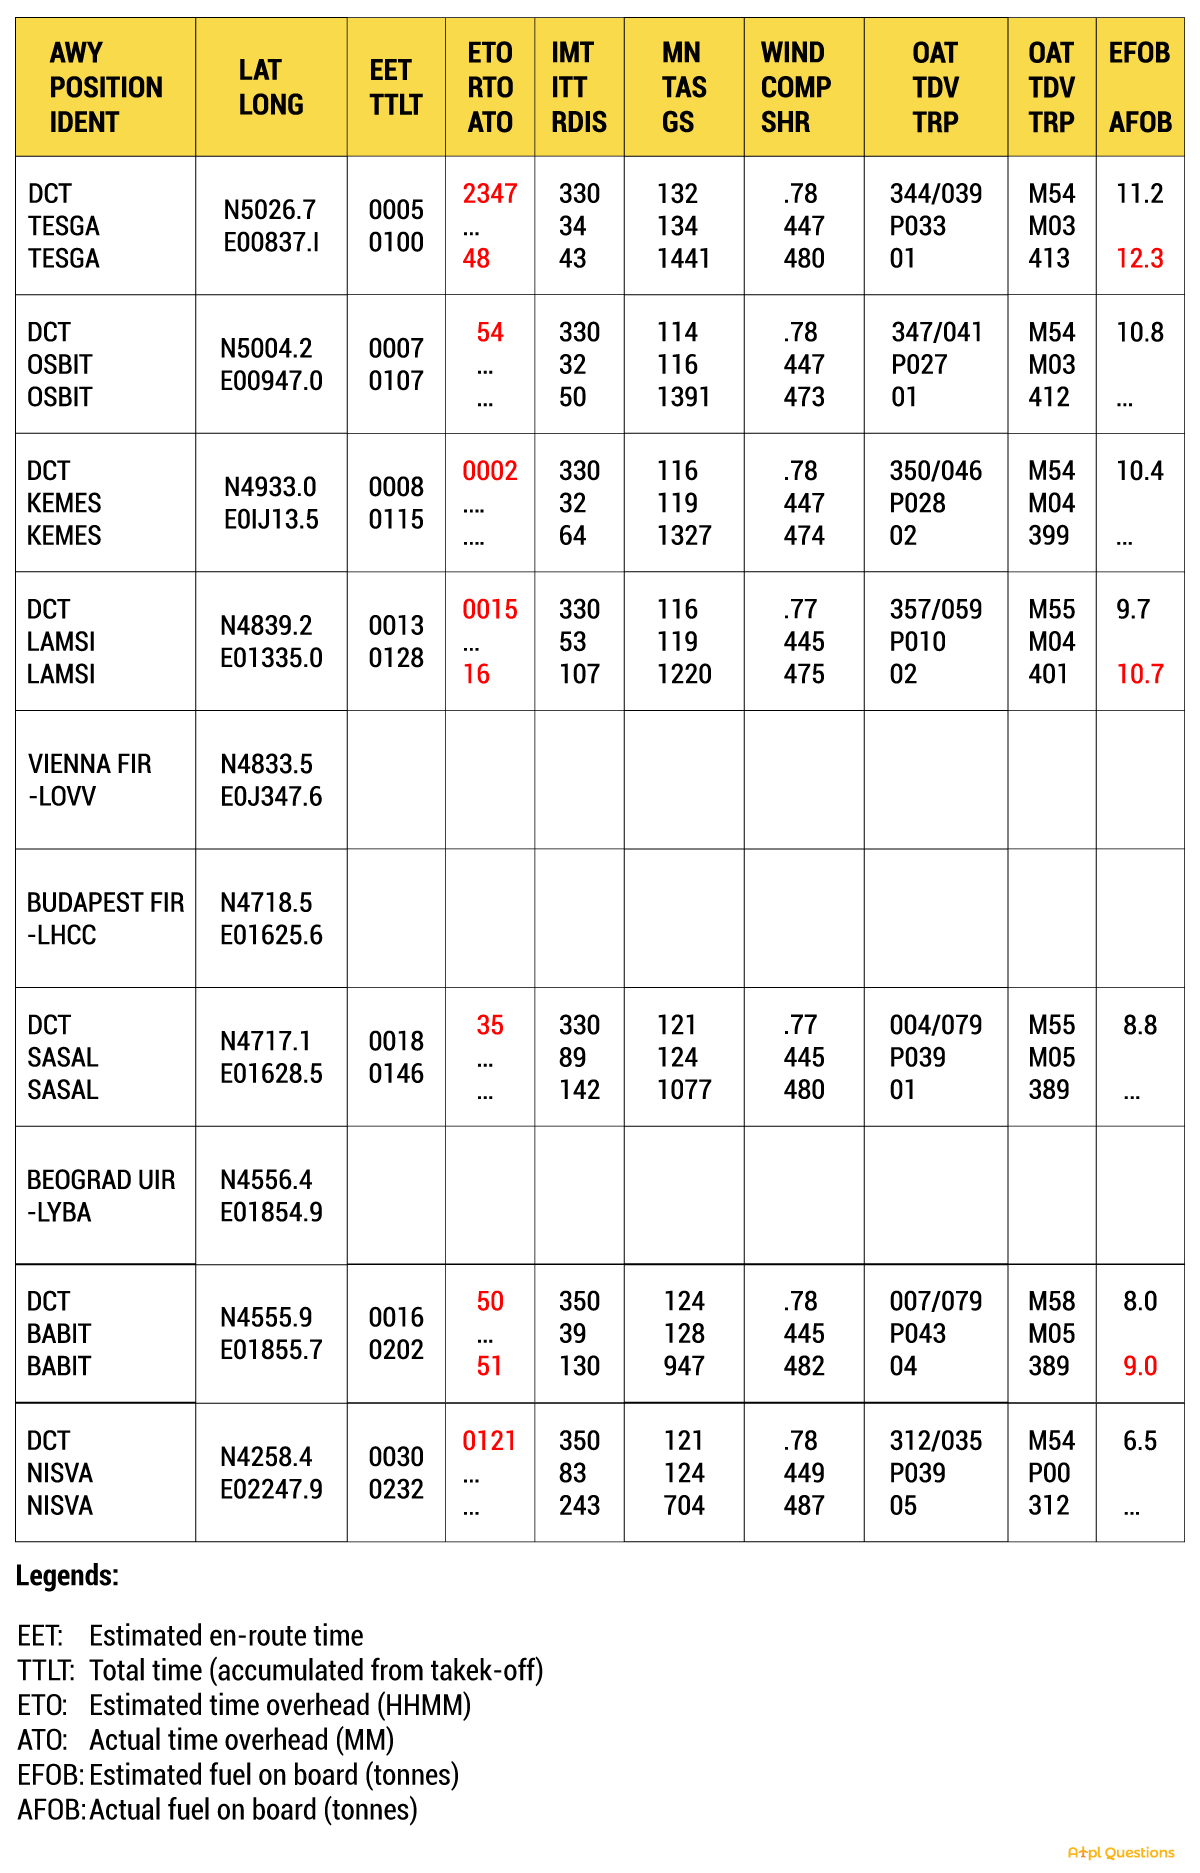 AWY
POSITION
IDENT
LAT
LONG
EET
TTLT
ETO
RTO
ATO
IMT
ITT
RDIS
MN
TAS
GS
WIND
COMP
SHR
OAT
TDV
TRP
OAT
TDV
TRP
EFOB
AFOB
DCT
TESGA
TESGA
N5026.7
E00837.I
0005
0100
2347
...
48
330
34
43
132
134
1441
.78
447
480
344/039
P033
01
M54
M03
413
11.2
12.3
DCT
OSBIT
OSBIT
N5004.2
E00947.0
0007
0107
54
...
...
330
32
50
114
116
1391
.78
447
473
347/041
P027
01
M54
M03
412
10.8
...
DCT
KEMES
KEMES
N4933.0
E0IJ13.5
0008
0115
0002
....
....
330
32
64
116
119
1327
.78
447
474
350/046
P028
02
M54
M04
399
10.4
...
DCT
LAMSI
LAMSI
N4839.2
E01335.0
0013
0128
0015
...
16
330
53
107
116
119
1220
.77
445
475
357/059
P010
02
M55
M04
401
9.7
10.7
VIENNA FIR
-LOVV
N4833.5
E0J347.6
BUDAPEST FIR
-LHCC
N4718.5
E01625.6
DCT
SASAL
SASAL
N4717.1
E01628.5
0018
0146
35
...
...
330
89
142
121
124
1077
.77
445
480
004/079
P039
01
M55
M05
389
8.8
...
BEOGRAD UIR
-LYBA
N4556.4
E01854.9
DCT
BABIT
BABIT
N4555.9
E01855.7
0016
0202
50
...
51
350
39
130
124
128
947
.78
445
482
007/079
P043
04
M58
M05
389
8.0
9.0
DCT
NISVA
NISVA
N4258.4
E02247.9
0030
0232
0121
...
...
350
83
243
121
124
704
.78
449
487
312/035
P039
05
M54
P00
312
6.5
...
Legends:
EET: Estimated en-route time
TTLT: Total time (accumulated from takek-off)
ETO: Estimated time overhead (HHMM)
ATO: Actual time overhead (MM)
EFOB: Estimated fuel on board (tonnes)
AFOB: Actual fuel on board (tonnes)
Atpl Questions